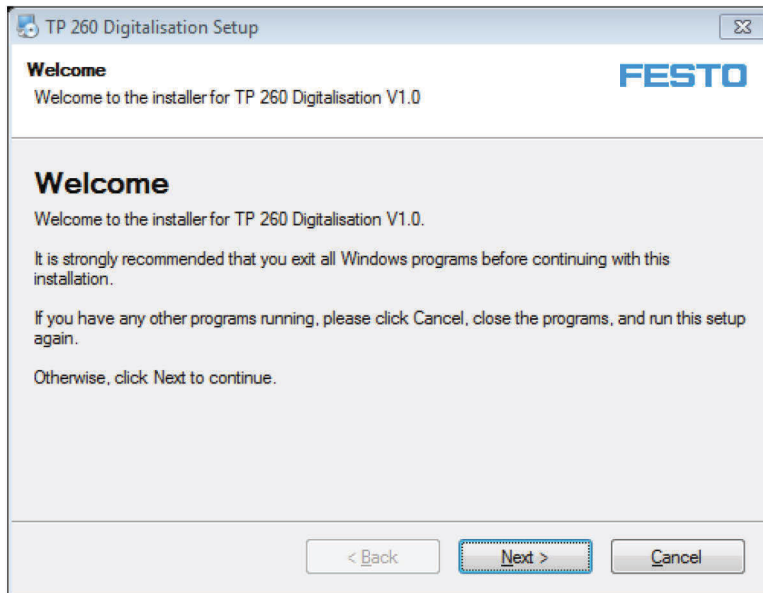 TP 260 Digitalisation Setup
Welcome
FESTO
Welcome to the installer for TP 260 Digitalisation V1.0
Welcome
Welcome to the installer for TP 260 Digitalisation V1.0.
It is strongly recommended that you exit all Windows programs before continuing with this
installation.
If you have any other programs running, please click Cancel, close the programs, and run this setup
again.
Otherwise, click Next to continue.
< Back
Next >
Cancel